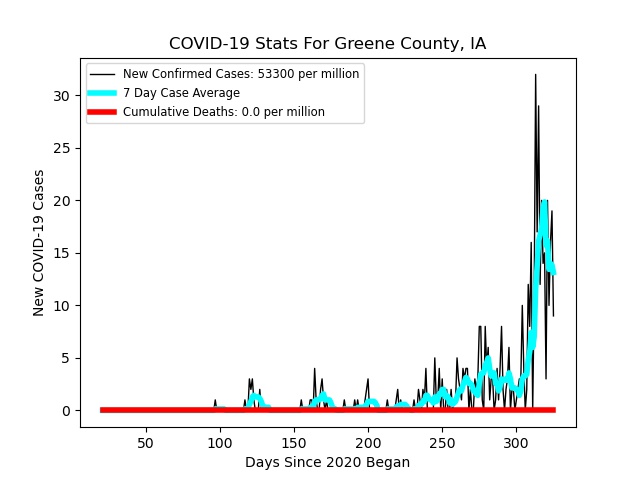 COVID-19 Stats For Greene County, IA
New Confirmed Cases: 53300 per million
7 Day Case Average
Cumulative Deaths: 0.0 per million
30
25
20
15
10
5
0
New COVID-19 Cases
50 100 150 200 250 300
Days Since 2020 Began